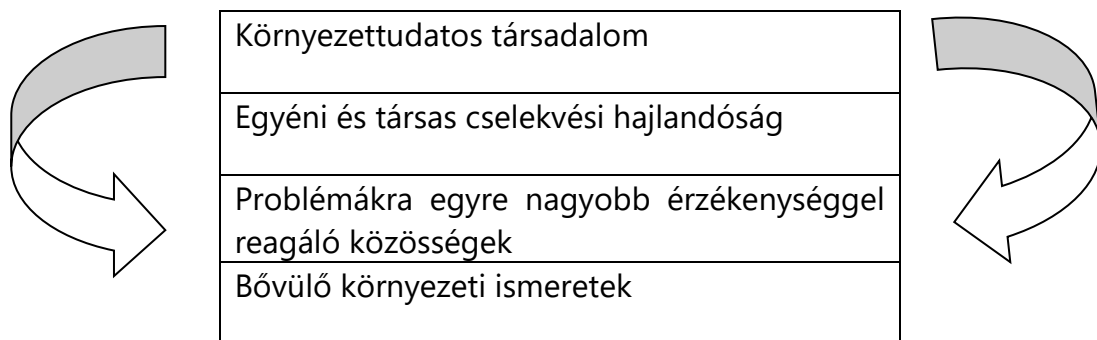 Környezettudatos társadalom
Egyéni és társas cselekvési hajlandóság
Problémákra egyre nagyobb érzékenységgel
reagáló közösségek
Bővülő környezeti ismeretek